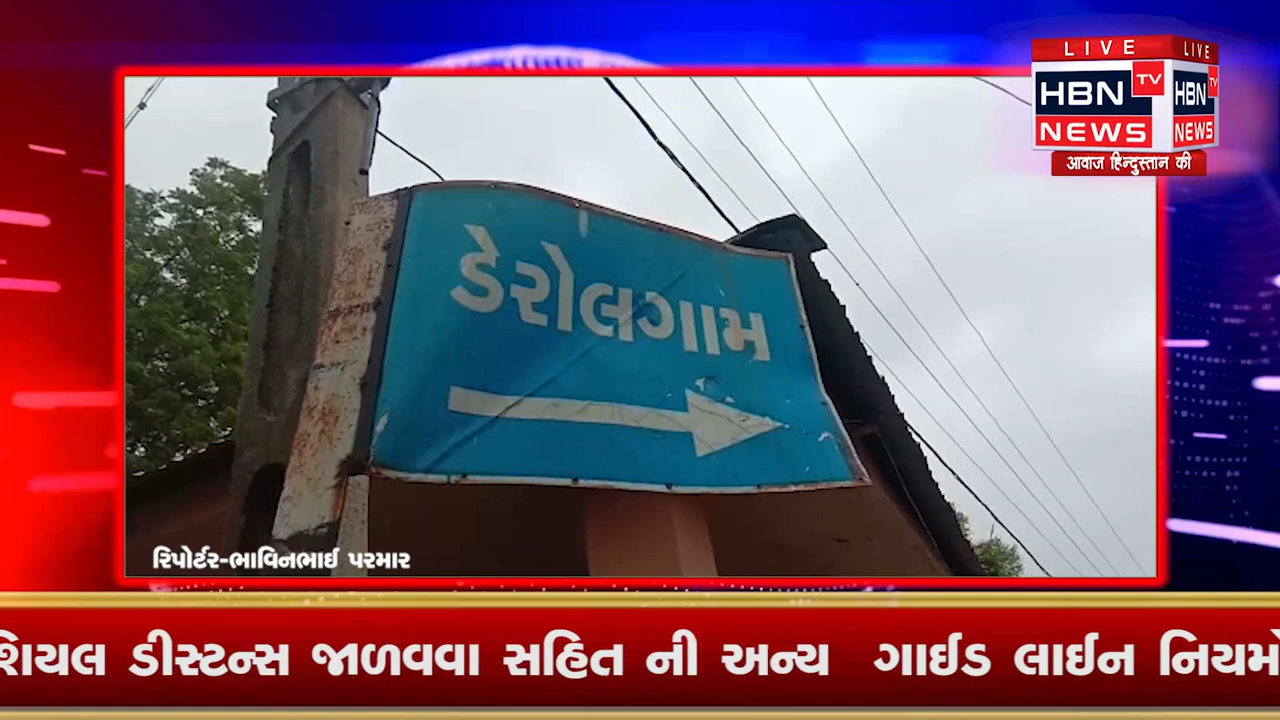 LIVE
LIVE
HBN TV
NEWS
HBN TV
NEWS
आवाज हिन्दुस्तान की
ડેરોલગામ
રિપોર્ટર-ભાવિનભાઈ પરમાર
શિયલ ડીસ્ટન્સ જાળવવા સહિત ની અન્ય ગાઈડ લાઈન નિયમો